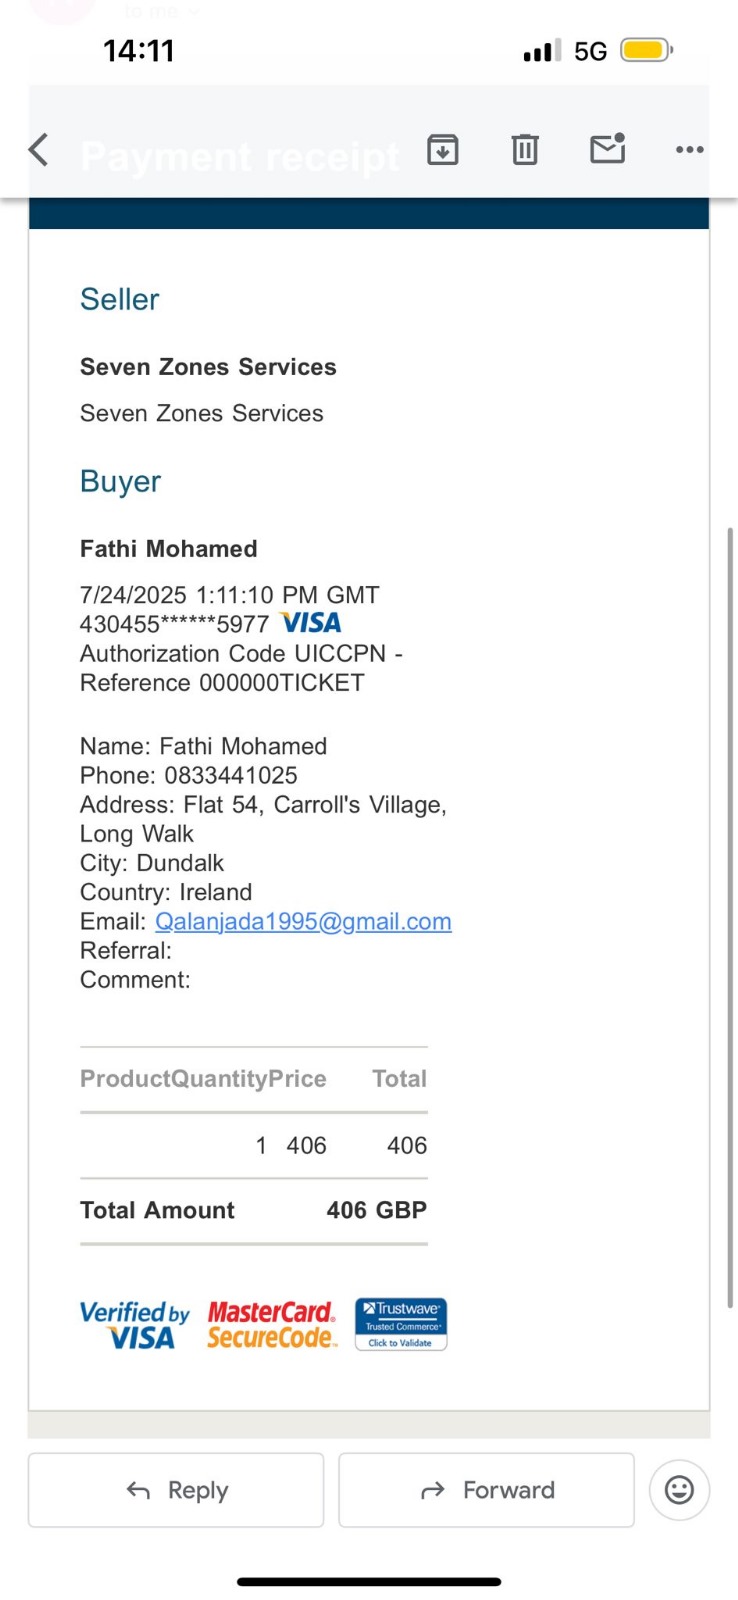 to me
14:11
5G
Payment receipt
Seller
Seven Zones Services
Seven Zones Services
Buyer
Fathi Mohamed
7/24/2025 1:11:10 PM GMT
430455******5977 VISA
Authorization Code UICCPN -
Reference 000000TICKET
Name: Fathi Mohamed
Phone: 0833441025
Address: Flat 54, Carroll's Village,
Long Walk
City: Dundalk
Country: Ireland
Email: Qalanjada1995@gmail.com
Referral:
Comment:
ProductQuantityPrice Total
1 406 406
Total Amount 406 GBP
Verified by VISA
MasterCard. SecureCode.
Trustwave
Trusted Commerce
Click to Validate
Reply
Forward